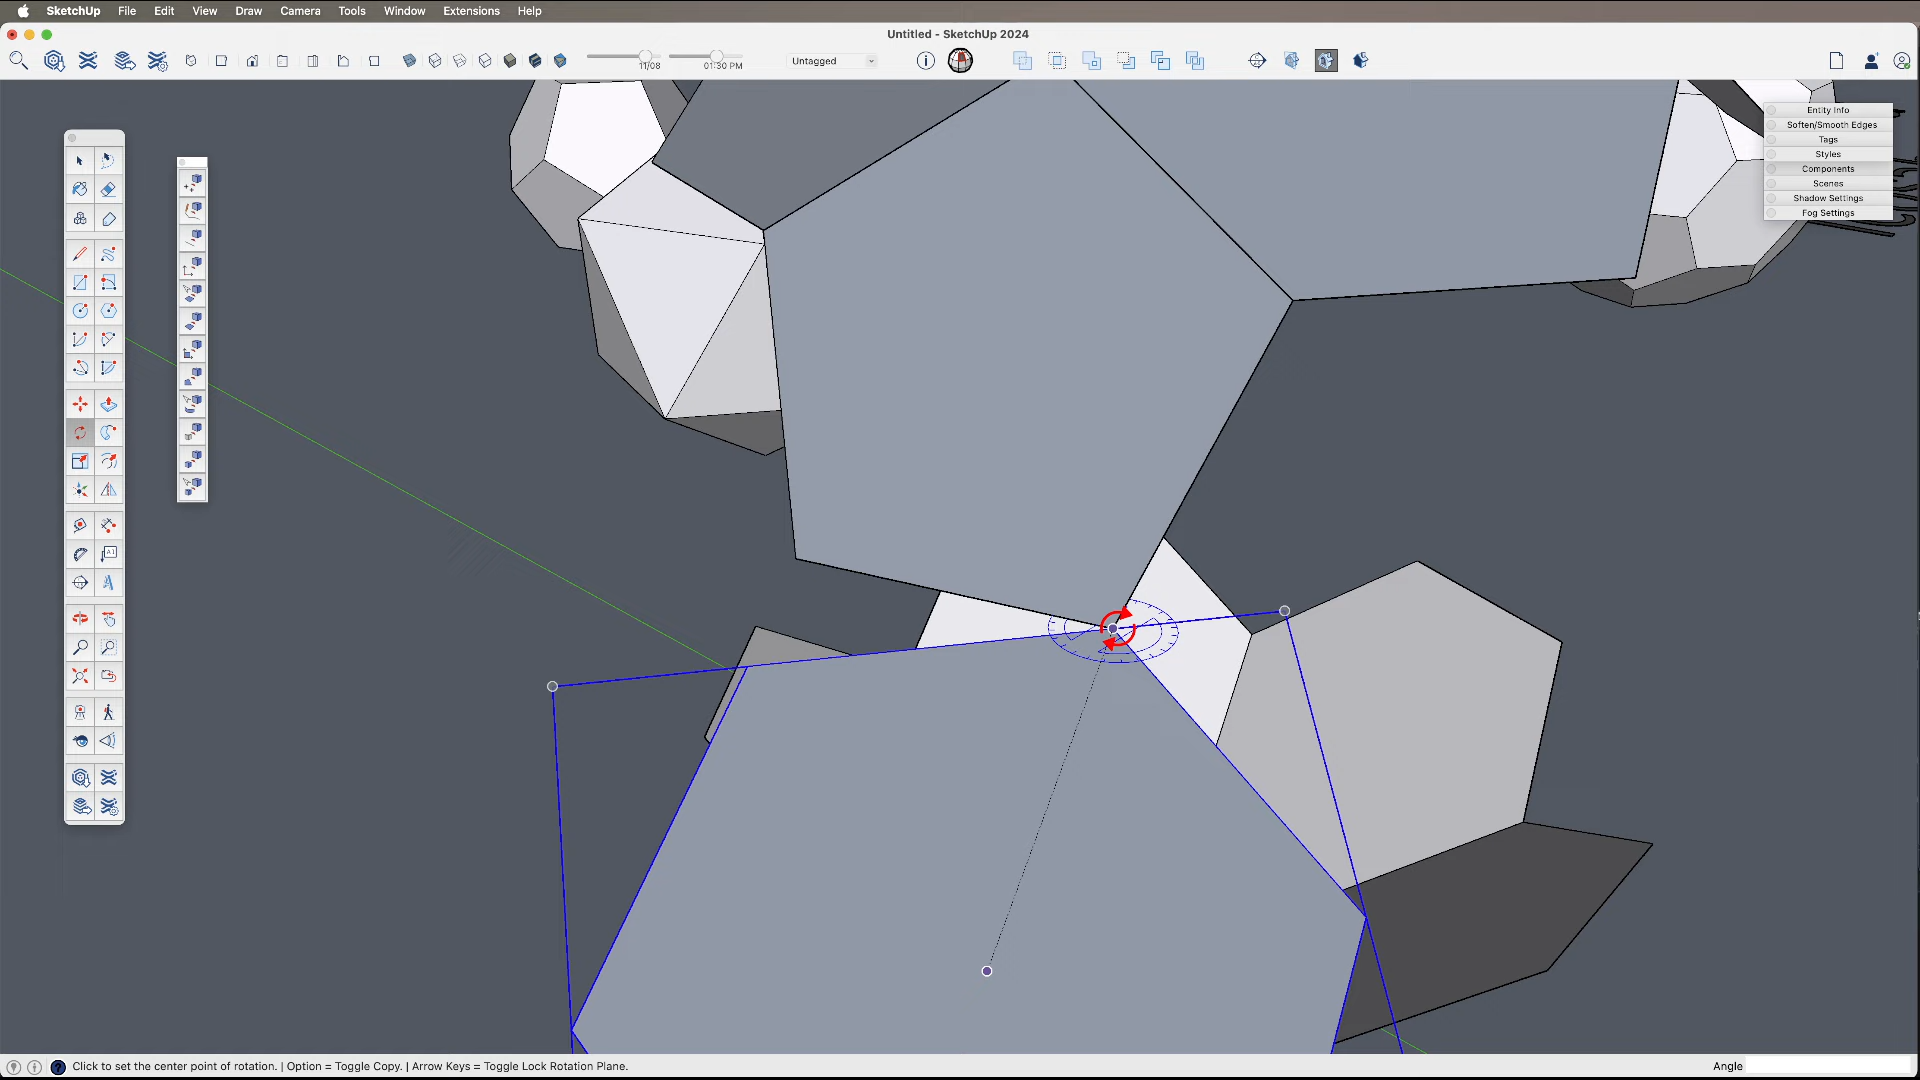 SketchUp File Edit View Draw Camera Tools Window Extensions Help
Untitled - SketchUp 2024
11/08 01:30 PM Untagged
Entity Info
Soften/Smooth Edges
Tags
Styles
Components
Scenes
Shadow Settings
Fog Settings
A1
A
Click to set the center point of rotation. | Option = Toggle Copy. | Arrow Keys = Toggle Lock Rotation Plane. Angle